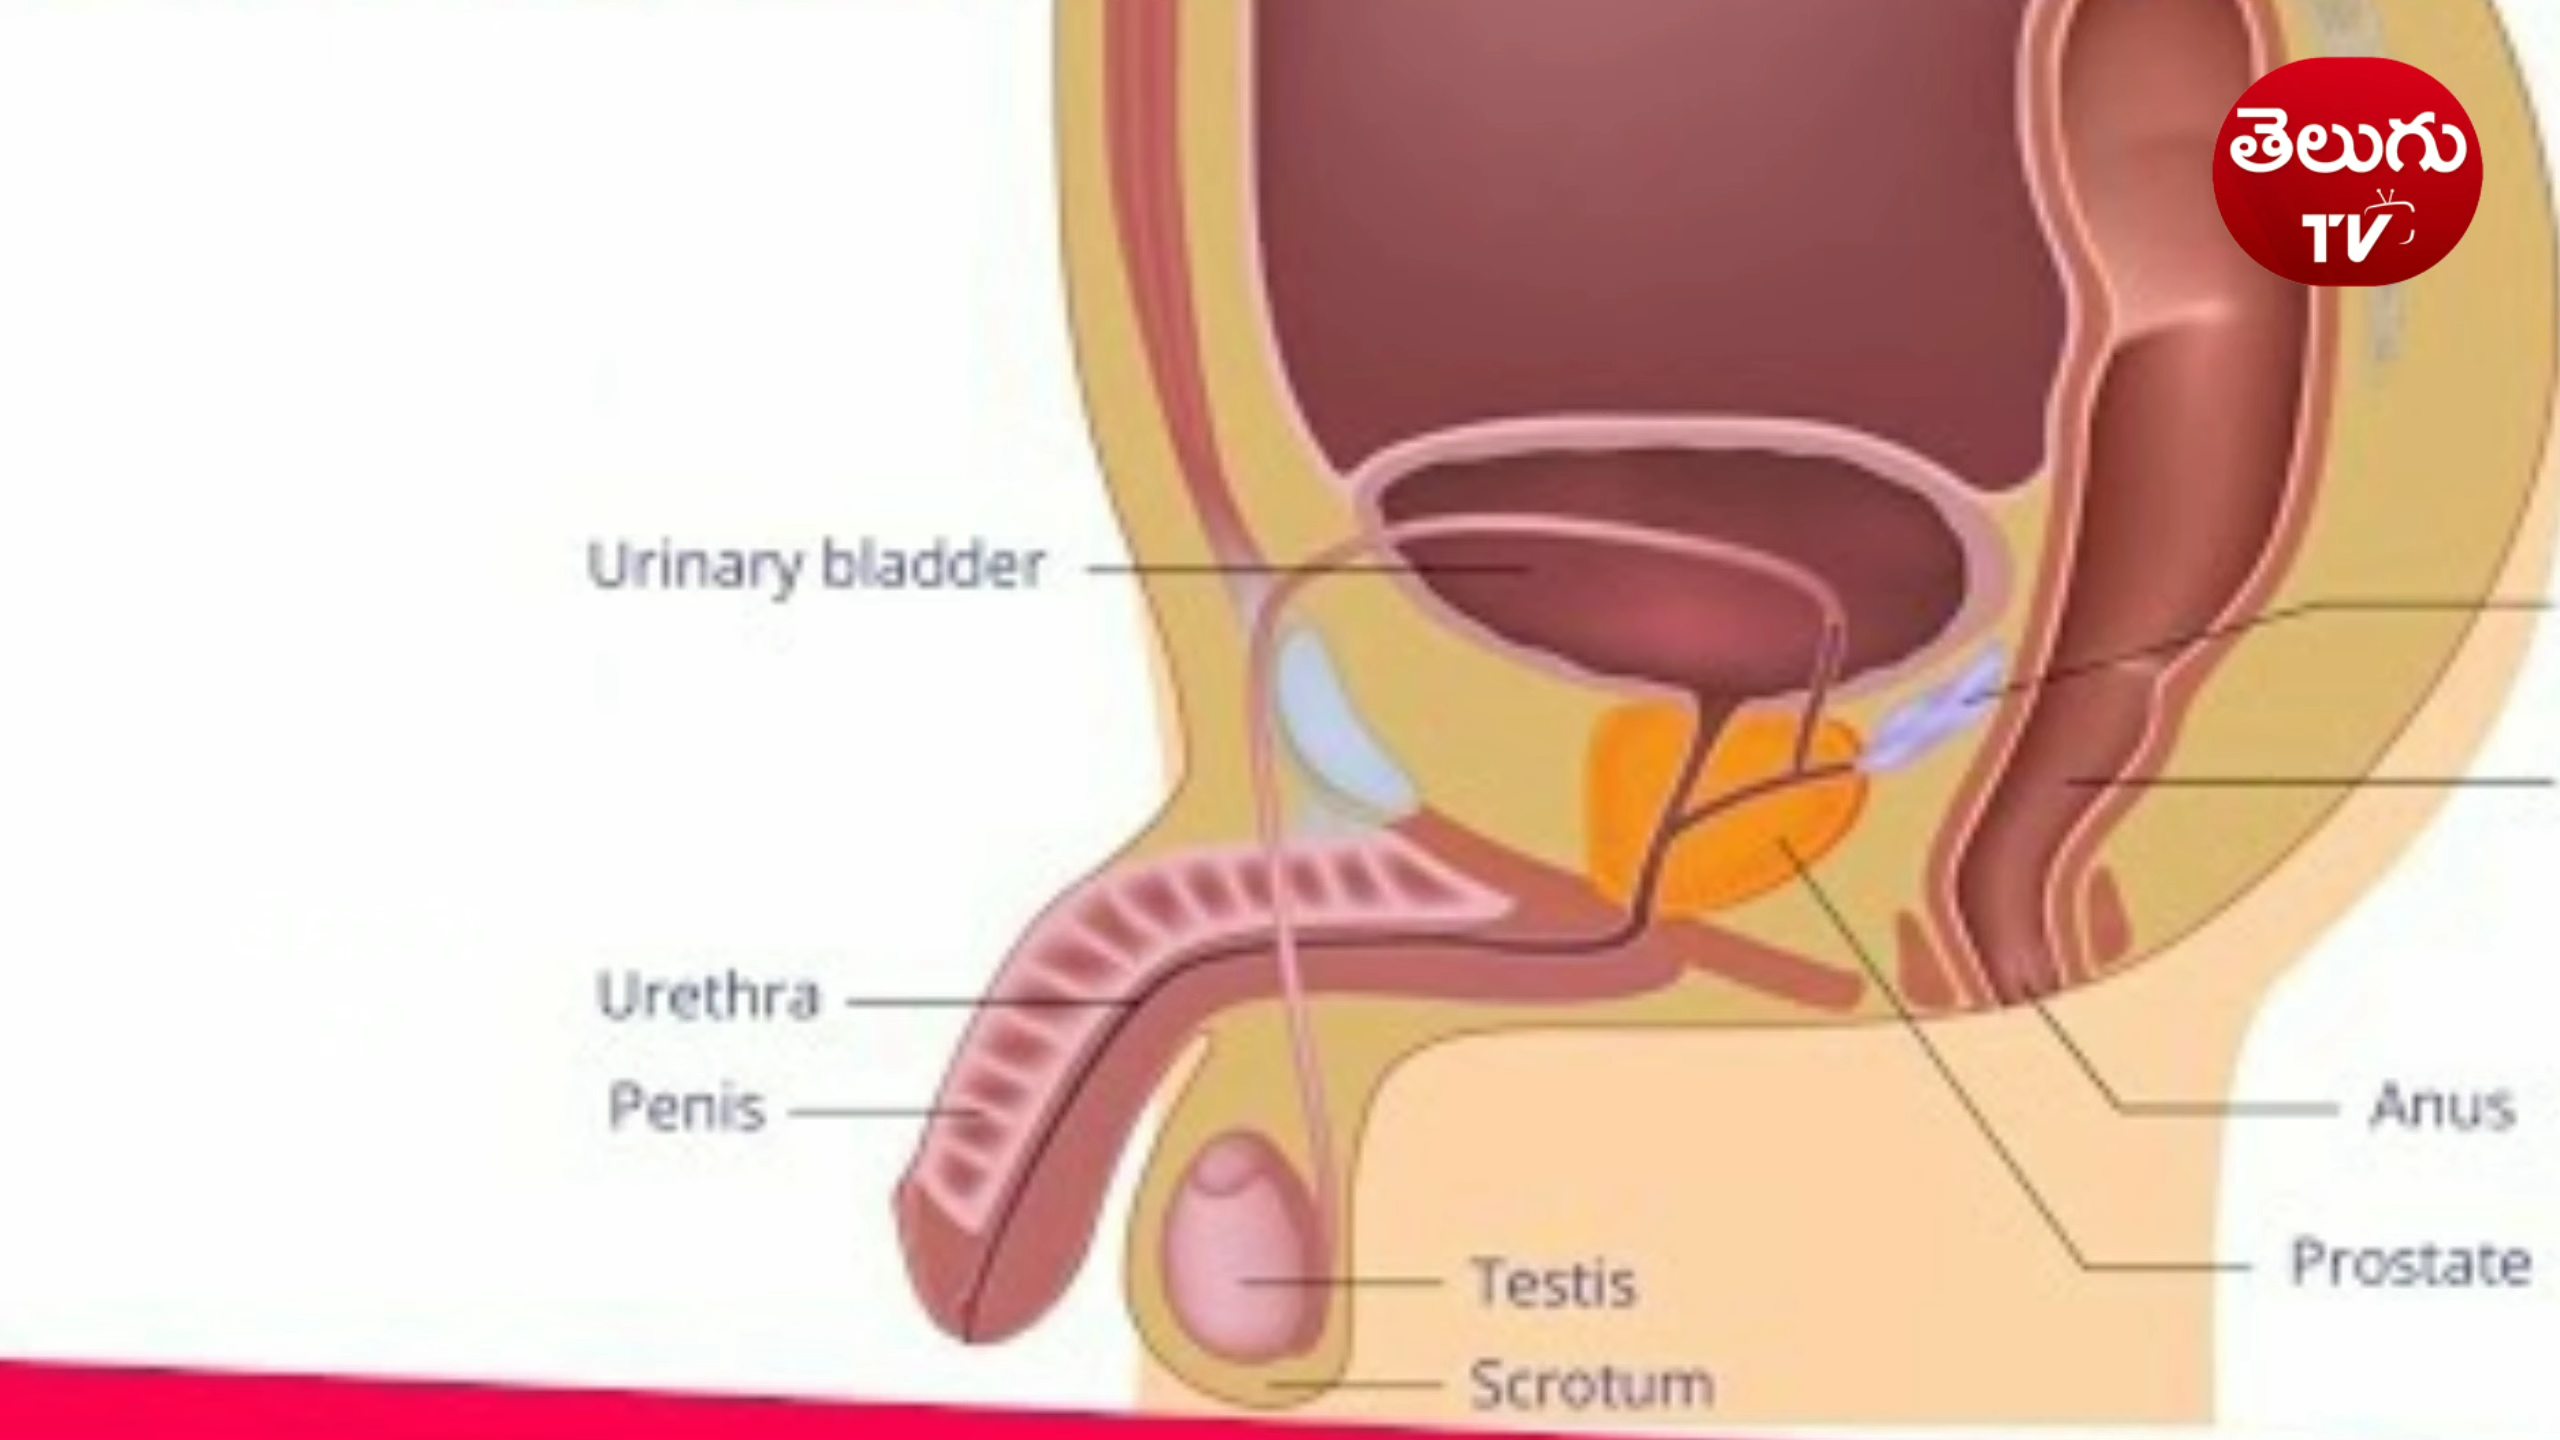 తెలుగు
TV
Urinary bladder
Urethra
Penis
Anus
Prostate
Testis
Scrotum